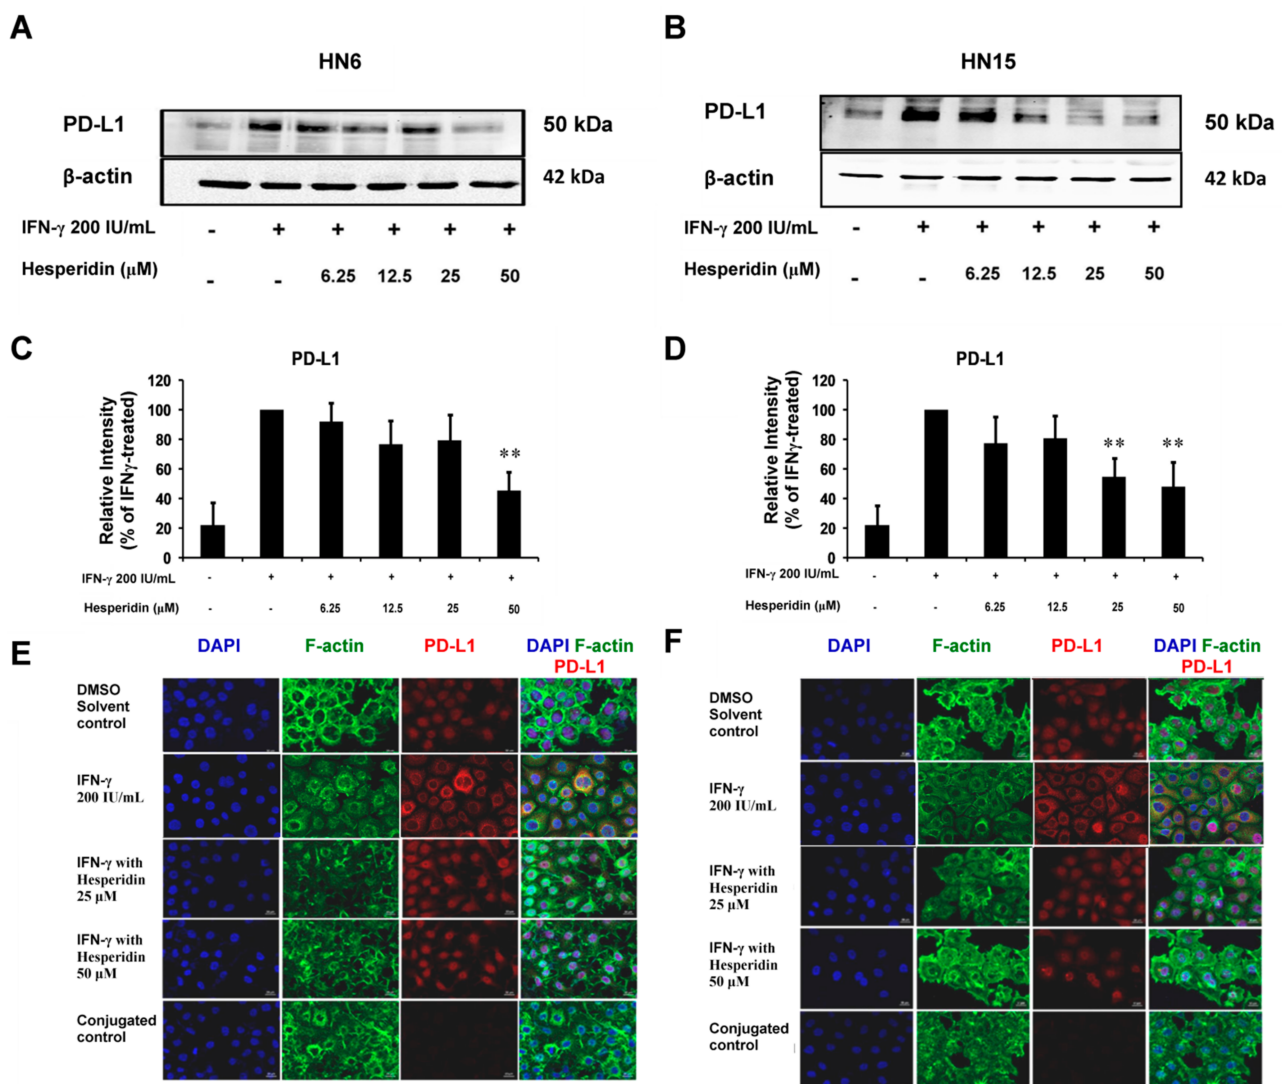 A
HN6
PD-L1
50 kDa
β-actin
42 kDa
IFN-γ 200 IU/mL - + + + + +
Hesperidin (μM) - - 6.25 12.5 25 50
B
HN15
PD-L1
50 kDa
β-actin
42 kDa
IFN-γ 200 IU/mL - + + + + +
Hesperidin (μM) - - 6.25 12.5 25 50
C
PD-L1
Relative Intensity
(% of IFNγ-treated)
120
100
80
60
40
20
0
**
IFN-γ 200 IU/mL - + + + + +
Hesperidin (μM) - - 6.25 12.5 25 50
D
PD-L1
Relative Intensity
(% of IFNγ-treated)
120
100
80
60
40
20
0
** **
IFN-γ 200 IU/mL - + + + + +
Hesperidin (μM) - - 6.25 12.5 25 50
E
DAPI F-actin PD-L1 DAPI F-actin
PD-L1
DMSO
Solvent
control
IFN-γ
200 IU/mL
IFN-γ with
Hesperidin
25 μM
IFN-γ with
Hesperidin
50 μM
Conjugated
control
F
DAPI F-actin PD-L1 DAPI F-actin
PD-L1
DMSO
Solvent
control
IFN-γ
200 IU/mL
IFN-γ with
Hesperidin
25 μM
IFN-γ with
Hesperidin
50 μM
Conjugated
control